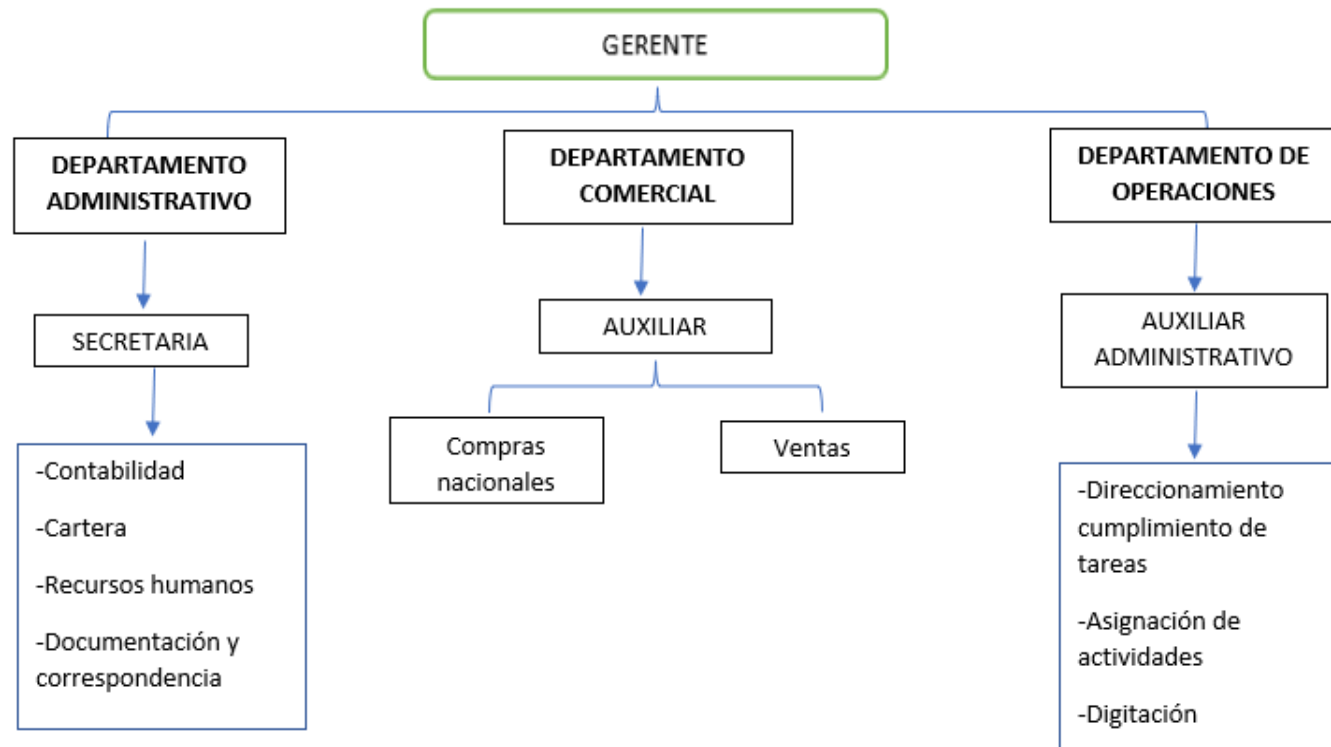 GERENTE
DEPARTAMENTO
ADMINISTRATIVO
SECRETARIA
-Contabilidad
-Cartera
-Recursos humanos
-Documentación y
correspondencia
DEPARTAMENTO
COMERCIAL
AUXILIAR
Compras
nacionales
Ventas
DEPARTAMENTO DE
OPERACIONES
AUXILIAR
ADMINISTRATIVO
-Direccionamiento
cumplimiento de
tareas
-Asignación de
actividades
-Digitación